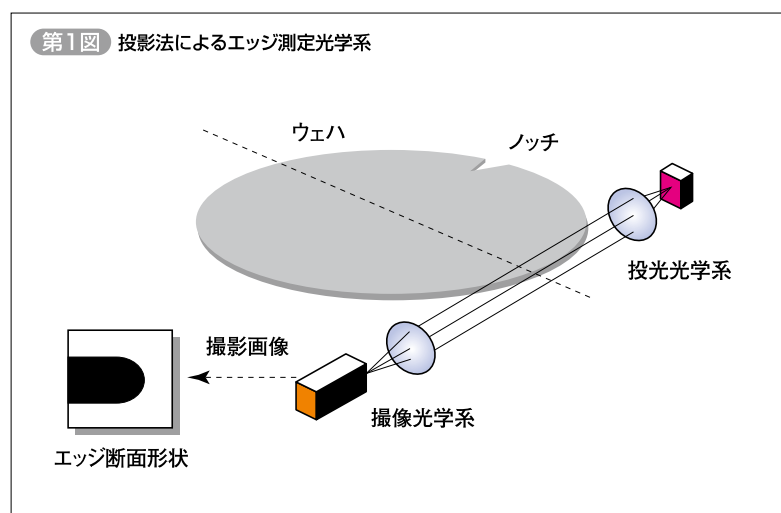 第1図 投影法によるエッジ測定光学系
ウェハ
ノッチ
投光光学系
撮影画像
撮像光学系
エッジ断面形状